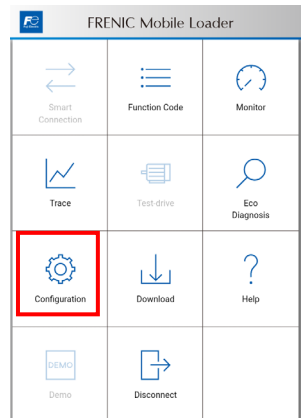 FRENIC Mobile Loader
Smart
Connection
Function Code
Monitor
Trace
Test-drive
Eco
Diagnosis
Configuration
Download
Help
DEMO
Demo
Disconnect